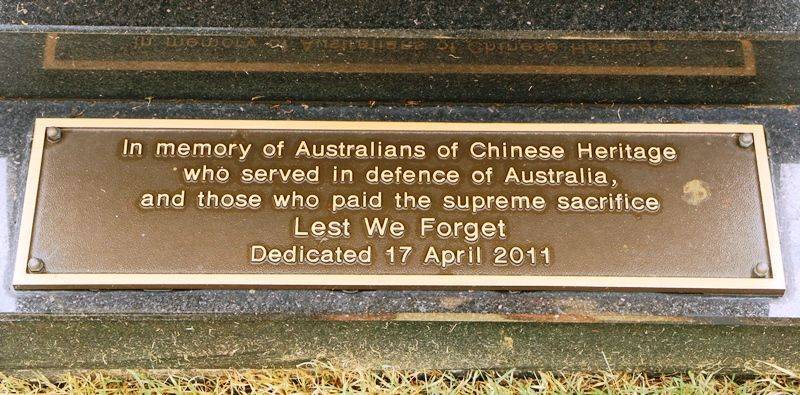 In memory of Australians of Chinese Heritage
who served in defence of Australia,
and those who paid the supreme sacrifice
Lest We Forget
Dedicated 17 April 2011